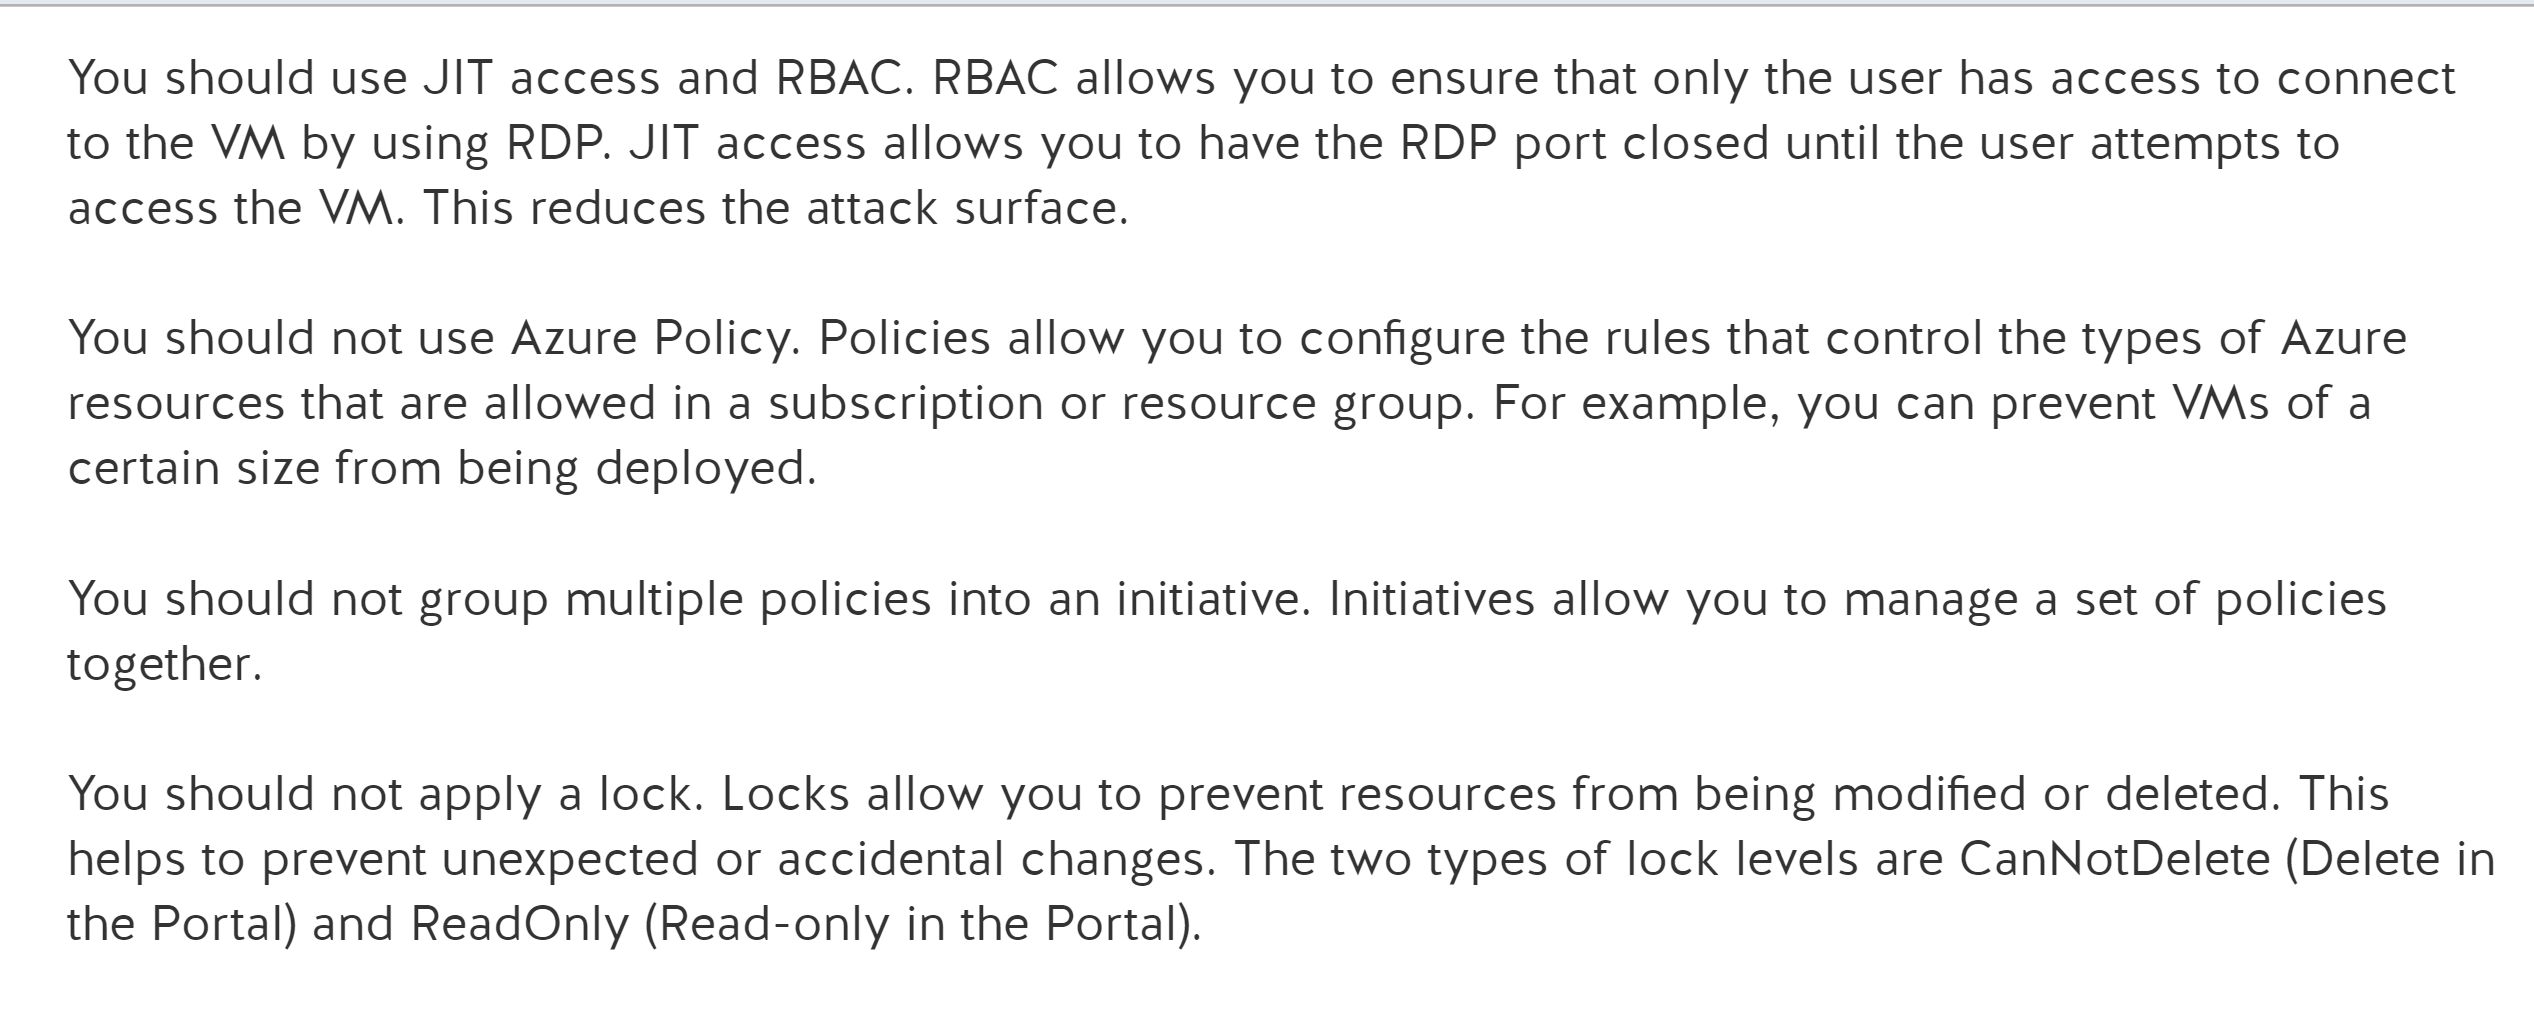 You should use JIT access and RBAC. RBAC allows you to ensure that only the user has access to connect
to the VM by using RDP. JIT access allows you to have the RDP port closed until the user attempts to
access the VM. This reduces the attack surface.
You should not use Azure Policy. Policies allow you to configure the rules that control the types of Azure
resources that are allowed in a subscription or resource group. For example, you can prevent VMs of a
certain size from being deployed.
You should not group multiple policies into an initiative. Initiatives allow you to manage a set of policies
together.
You should not apply a lock. Locks allow you to prevent resources from being modified or deleted. This
helps to prevent unexpected or accidental changes. The two types of lock levels are CanNotDelete (Delete in
the Portal) and ReadOnly (Read-only in the Portal).